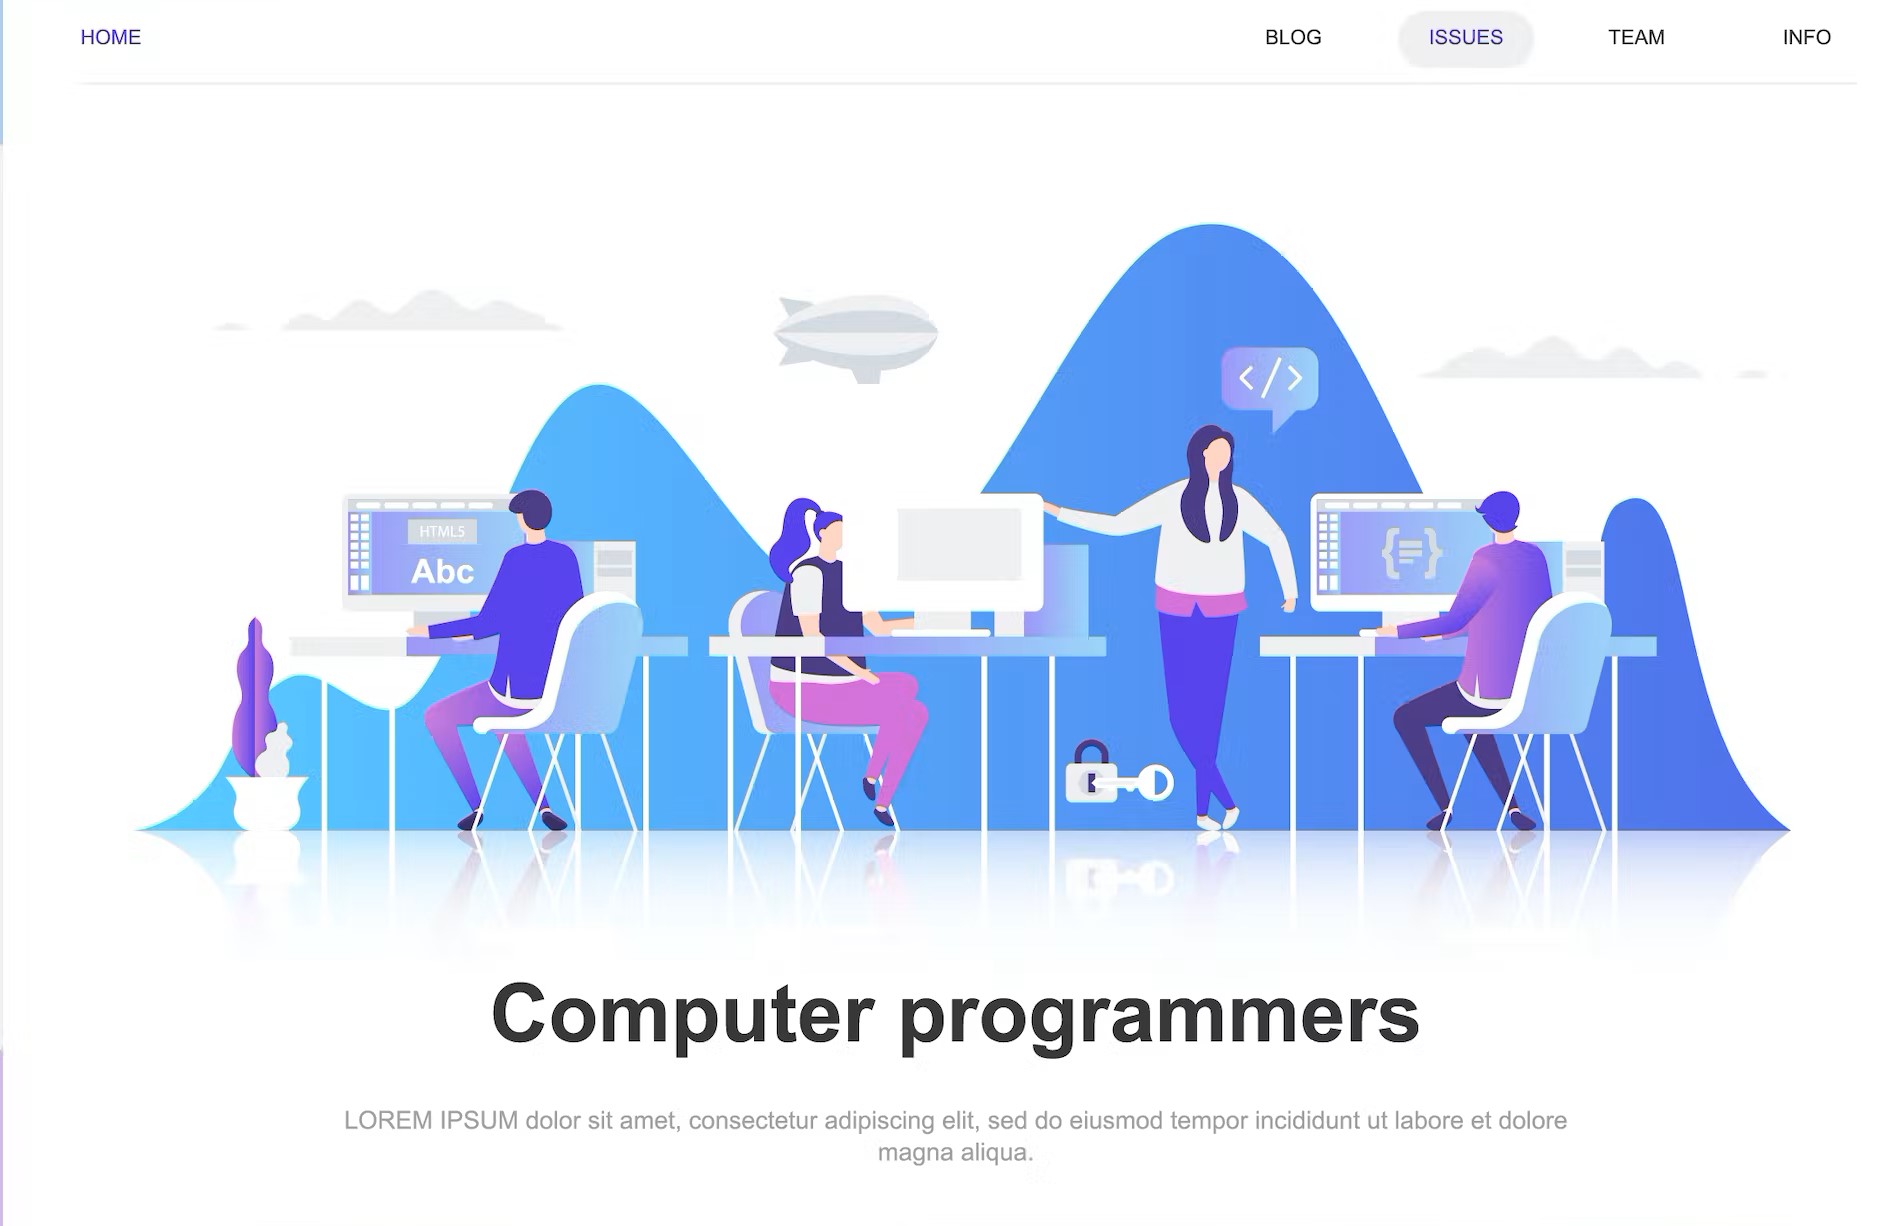 HOME
BLOG
ISSUES
TEAM
INFO
</>
HTML5
Abc
{≡}
Computer programmers
LOREM IPSUM dolor sit amet, consectetur adipiscing elit, sed do eiusmod tempor incididunt ut labore et dolore
magna aliqua.